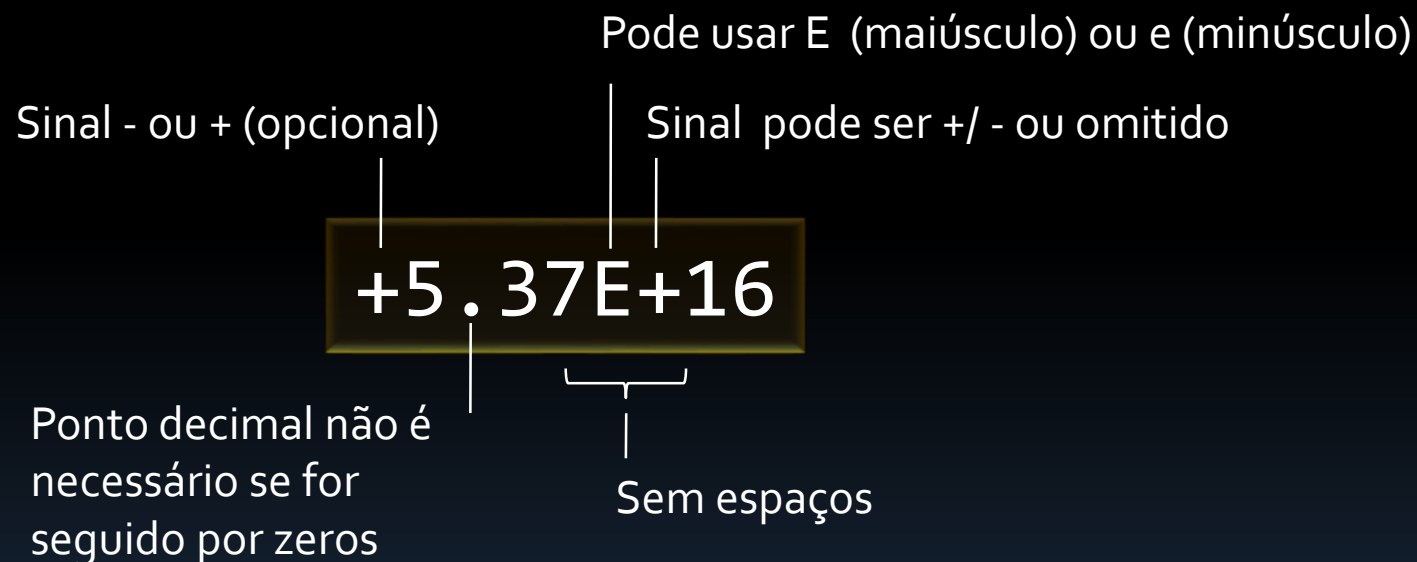 Pode usar E (maiúsculo) ou e (minúsculo)
Sinal - ou + (opcional)
Sinal pode ser +/ - ou omitido
+5.37E+16
Ponto decimal não é
necessário se for
seguido por zeros
Sem espaços